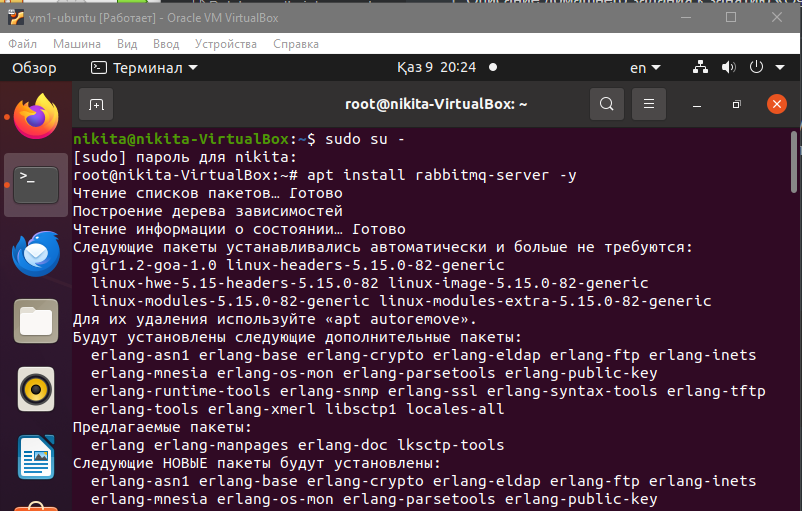 vm1-ubuntu [Работает] - Oracle VM VirtualBox
Файл Машина Вид Ввод Устройства Справка
Обзор Терминал Қаз 9 20:24 en
root@nikita-VirtualBox: ~
nikita@nikita-VirtualBox:~$ sudo su -
[sudo] пароль для nikita:
root@nikita-VirtualBox:~# apt install rabbitmq-server -y
Чтение списков пакетов… Готово
Построение дерева зависимостей
Чтение информации о состоянии… Готово
Следующие пакеты устанавливались автоматически и больше не требуются:
gir1.2-goa-1.0 linux-headers-5.15.0-82-generic
linux-hwe-5.15-headers-5.15.0-82 linux-image-5.15.0-82-generic
linux-modules-5.15.0-82-generic linux-modules-extra-5.15.0-82-generic
Для их удаления используйте «apt autoremove».
Будут установлены следующие дополнительные пакеты:
erlang-asn1 erlang-base erlang-crypto erlang-eldap erlang-ftp erlang-inets
erlang-mnesia erlang-os-mon erlang-parsetools erlang-public-key
erlang-runtime-tools erlang-snmp erlang-ssl erlang-syntax-tools erlang-tftp
erlang-tools erlang-xmerl libsctp1 locales-all
Предлагаемые пакеты:
erlang erlang-manpages erlang-doc lksctp-tools
Следующие НОВЫЕ пакеты будут установлены:
erlang-asn1 erlang-base erlang-crypto erlang-eldap erlang-ftp erlang-inets
erlang-mnesia erlang-os-mon erlang-parsetools erlang-public-key